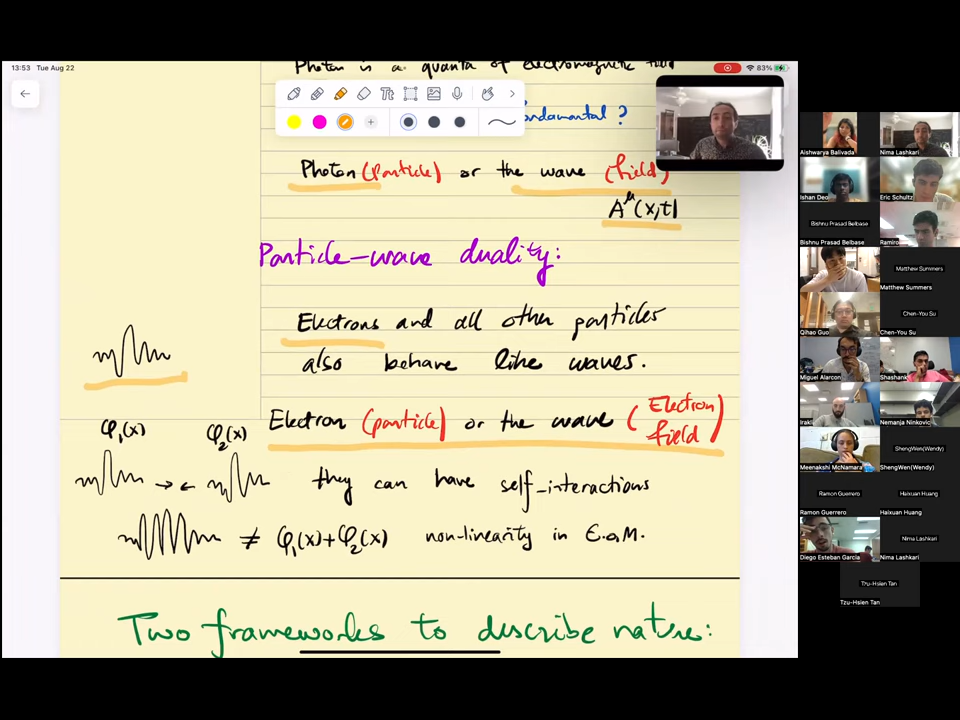 13:53 Tue Aug 22
83%
Photon is a quanta of electromagnetic field
Tt
fundamental ?
Photon (particle) or the wave (field)
A^μ(x,t)
Particle-wave duality:
Electrons and all other particles
also behave like waves.
Electron (particle) or the wave (Electron field)
φ₁(x) φ₂(x)
they can have self-interactions
≠ φ₁(x)+φ₂(x) non-linearity in E.o.M.
Two frameworks to describe nature:
Aishwarya Balivada
Nima Lashkari
Ishan Deo
Eric Schultz
Bishnu Prasad Belbase
Bishnu Prasad Belbase
Ramiro
Matthew Summers
Matthew Summers
Chen-You Su
Qihao Guo
Chen-You Su
Miguel Alarcon
Shashank
Irakli
Nemanja Ninkovic
ShengWen(Wendy)
Meenakshi McNamara
ShengWen(Wendy)
Ramon Guerrero
Haixuan Huang
Ramon Guerrero
Haixuan Huang
Nima Lashkari
Diego Esteban Garcia
Nima Lashkari
Tzu-Hsien Tan
Tzu-Hsien Tan